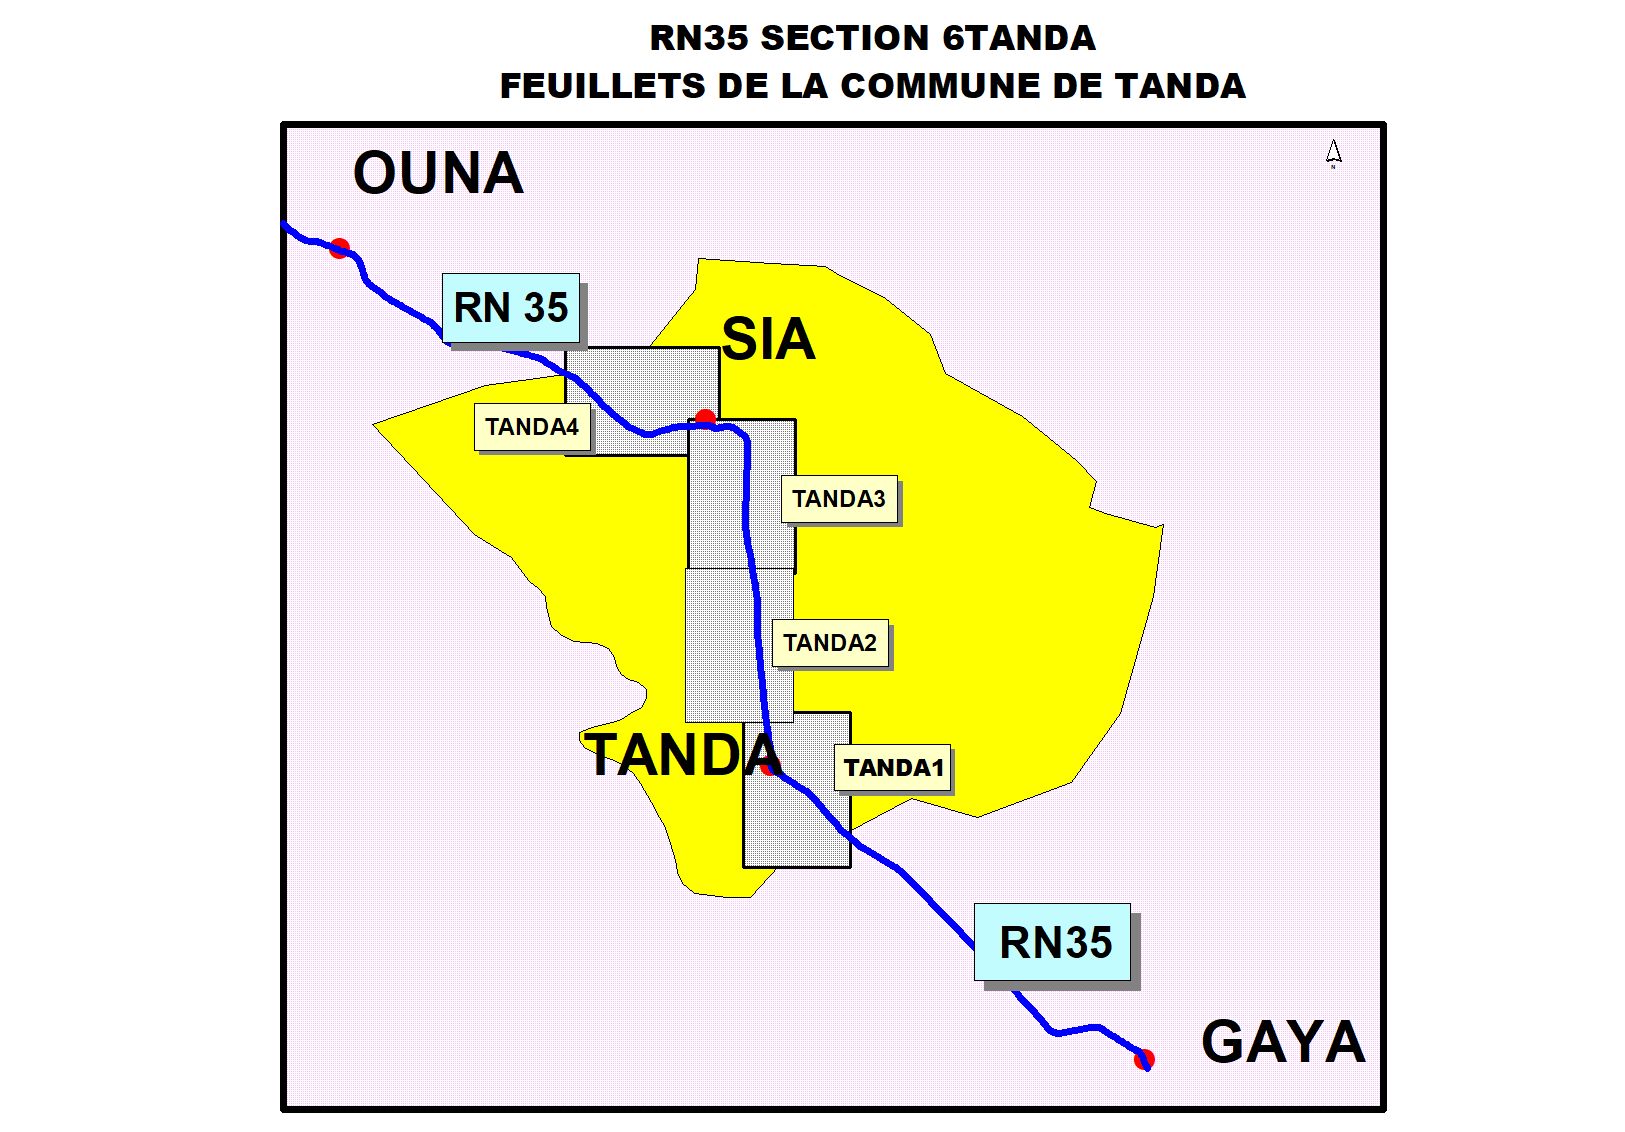 RN35 SECTION 6TANDA
FEUILLETS DE LA COMMUNE DE TANDA
OUNA
N
RN 35
SIA
TANDA4
TANDA3
TANDA2
TANDA
TANDA1
RN35
GAYA